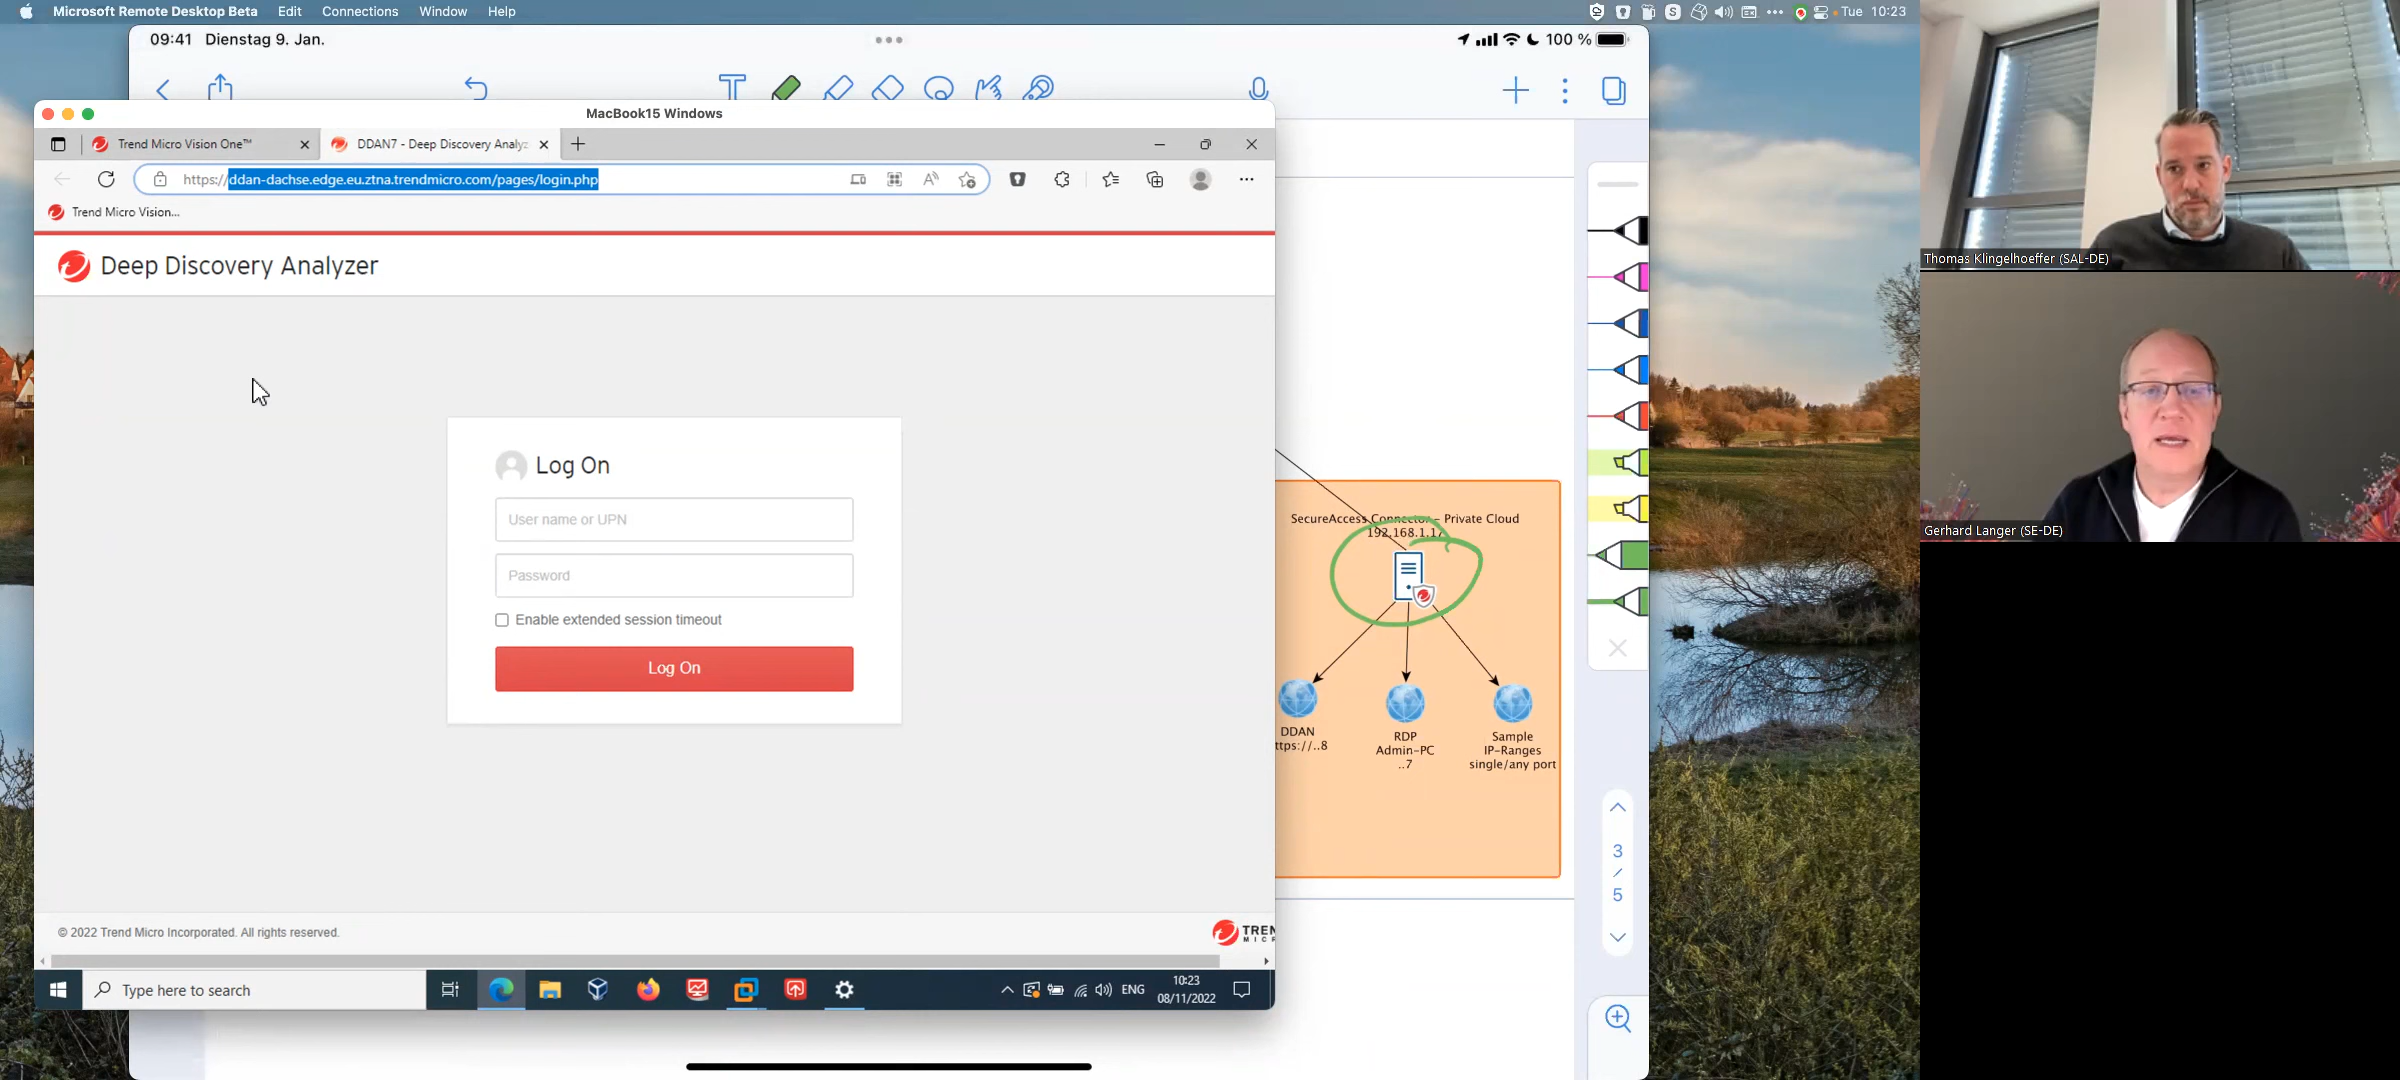 Microsoft Remote Desktop Beta Edit Connections Window Help
Tue 10:23
09:41 Dienstag 9. Jan.
100 %
MacBook15 Windows
Trend Micro Vision One™
DDAN7 - Deep Discovery Analyz
https://ddan-dachse.edge.eu.ztna.trendmicro.com/pages/login.php
Trend Micro Vision...
Deep Discovery Analyzer
Log On
User name or UPN
Password
Enable extended session timeout
Log On
© 2022 Trend Micro Incorporated. All rights reserved.
TREN
MICR
Type here to search
ENG
10:23
08/11/2022
SecureAccess Connector - Private Cloud
192.168.1.17
DDAN
ttps://..8
RDP
Admin-PC
..7
Sample
IP-Ranges
single/any port
3
/
5
Thomas Klingelhoeffer (SAL-DE)
Gerhard Langer (SE-DE)